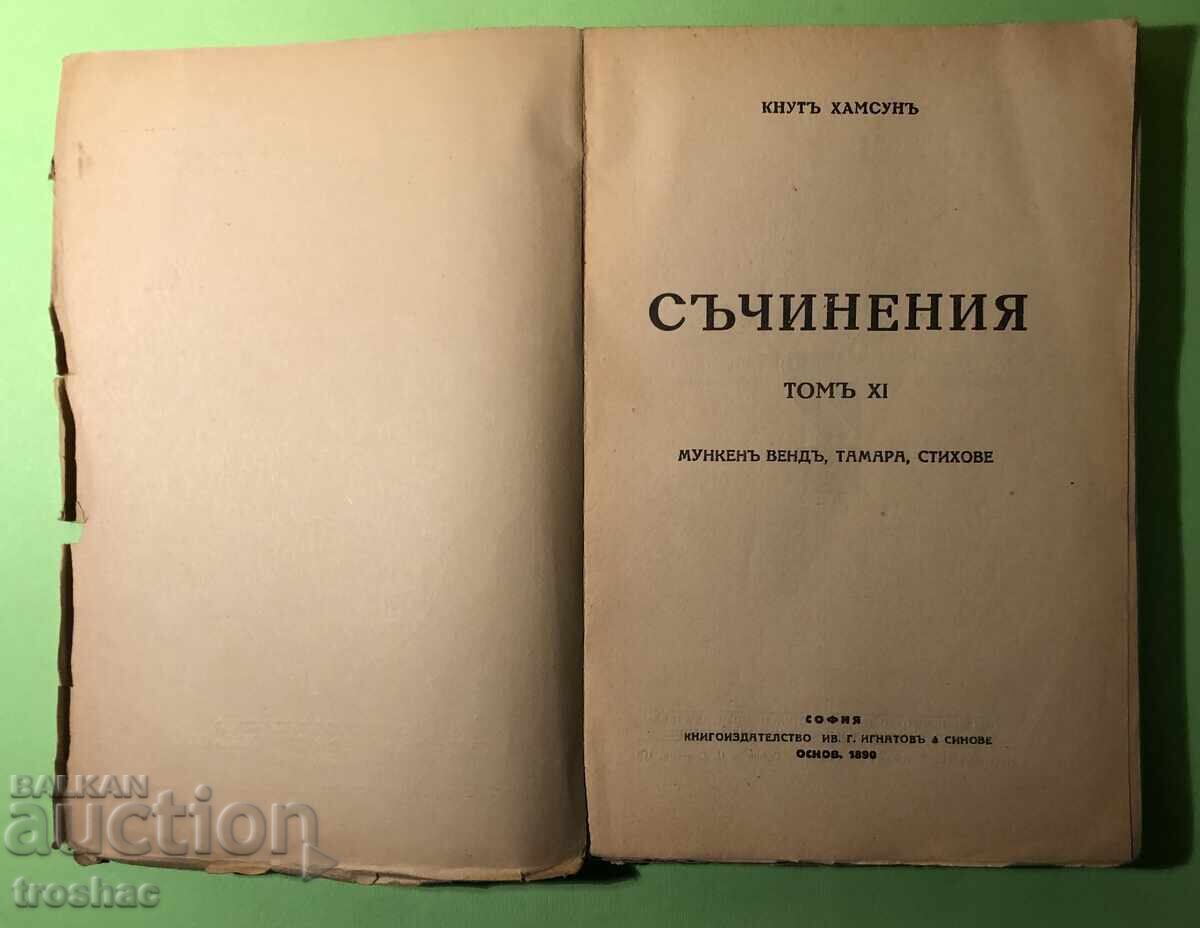 КНУТЪ ХАМСУНЪ
СЪЧИНЕНИЯ
ТОМЪ XI
МУНКЕНЪ ВЕНДЪ, ТАМАРА, СТИХОВЕ
СОФИЯ
КНИГОИЗДАТЕЛСТВО ИВ. Г. ИГНАТОВЪ & СИНОВЕ
ОСНОВ. 1890
BALKAN
auction
troshac